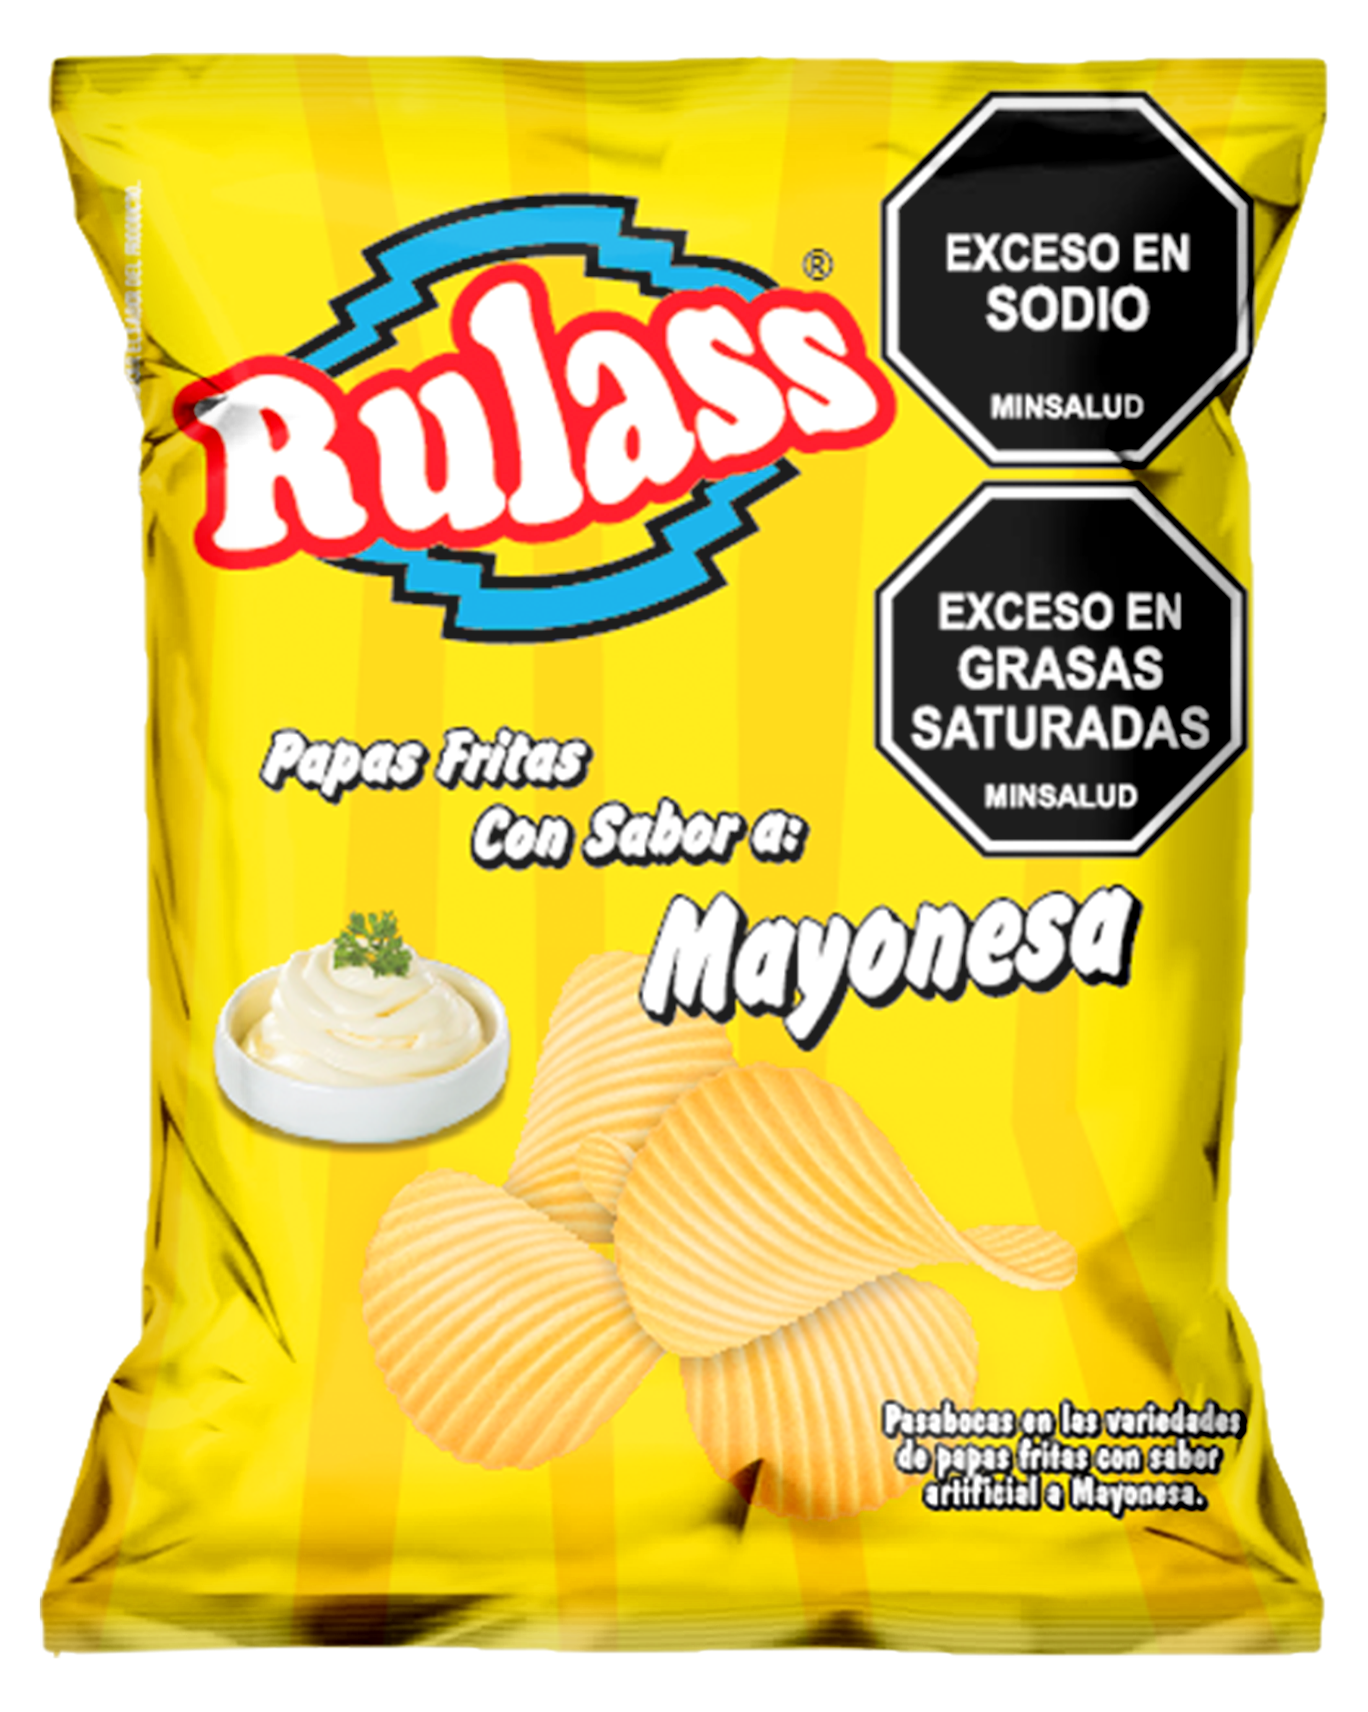 Rulass
®
EXCESO EN
SODIO
MINSALUD
EXCESO EN
GRASAS
SATURADAS
MINSALUD
Papas Fritas
Con Sabor a:
Mayonesa
Pasabocas en las variedades
de papas fritas con sabor
artificial a Mayonesa.